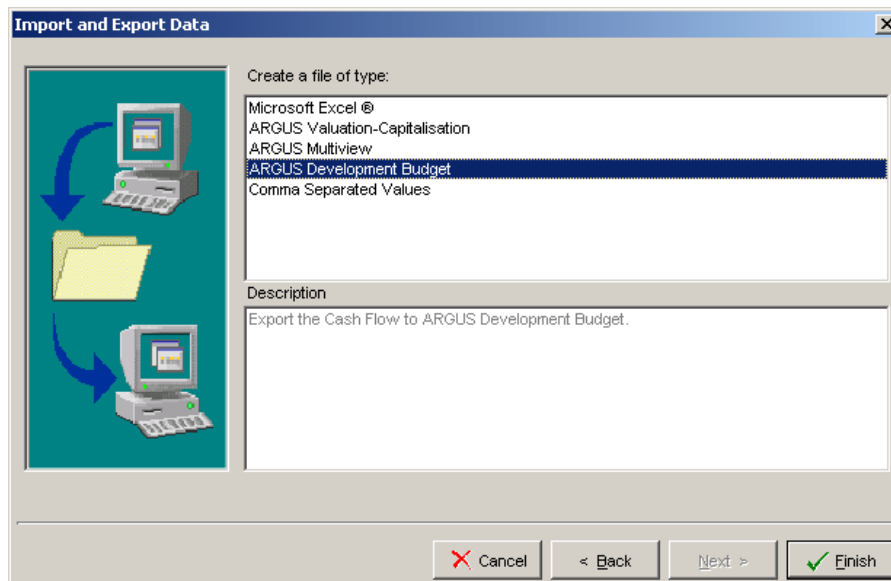 Import and Export Data
Create a file of type:
Microsoft Excel ®
ARGUS Valuation-Capitalisation
ARGUS Multiview
ARGUS Development Budget
Comma Separated Values
Description
Export the Cash Flow to ARGUS Development Budget.
Cancel
< Back
Next >
Finish